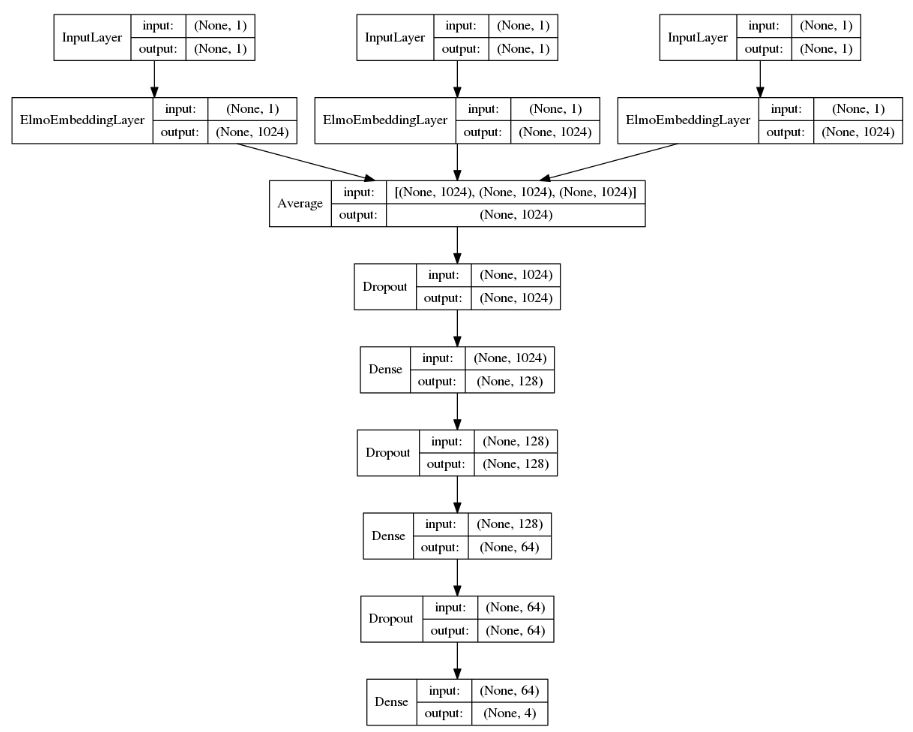 InputLayer input: (None, 1) output: (None, 1)
InputLayer input: (None, 1) output: (None, 1)
InputLayer input: (None, 1) output: (None, 1)
ElmoEmbeddingLayer input: (None, 1) output: (None, 1024)
ElmoEmbeddingLayer input: (None, 1) output: (None, 1024)
ElmoEmbeddingLayer input: (None, 1) output: (None, 1024)
Average input: [(None, 1024), (None, 1024), (None, 1024)] output: (None, 1024)
Dropout input: (None, 1024) output: (None, 1024)
Dense input: (None, 1024) output: (None, 128)
Dropout input: (None, 128) output: (None, 128)
Dense input: (None, 128) output: (None, 64)
Dropout input: (None, 64) output: (None, 64)
Dense input: (None, 64) output: (None, 4)